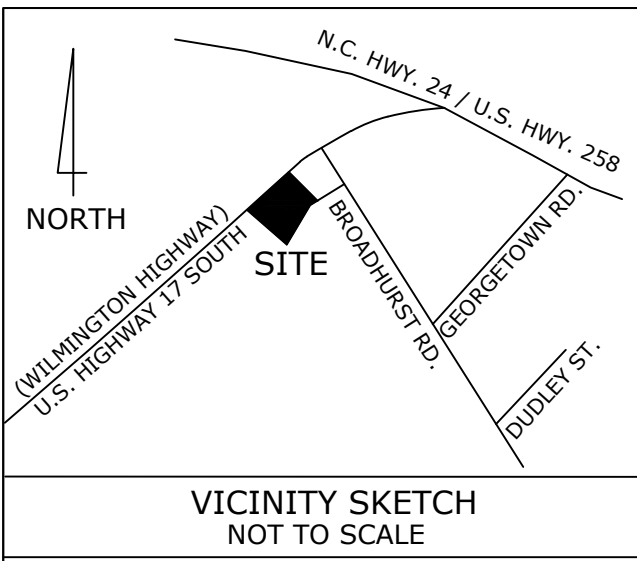 N.C. HWY. 24 / U.S. HWY. 258
NORTH
(WILMINGTON HIGHWAY)
U.S. HIGHWAY 17 SOUTH
SITE
BROADHURST RD.
GEORGETOWN RD.
DUDLEY ST.
VICINITY SKETCH
NOT TO SCALE